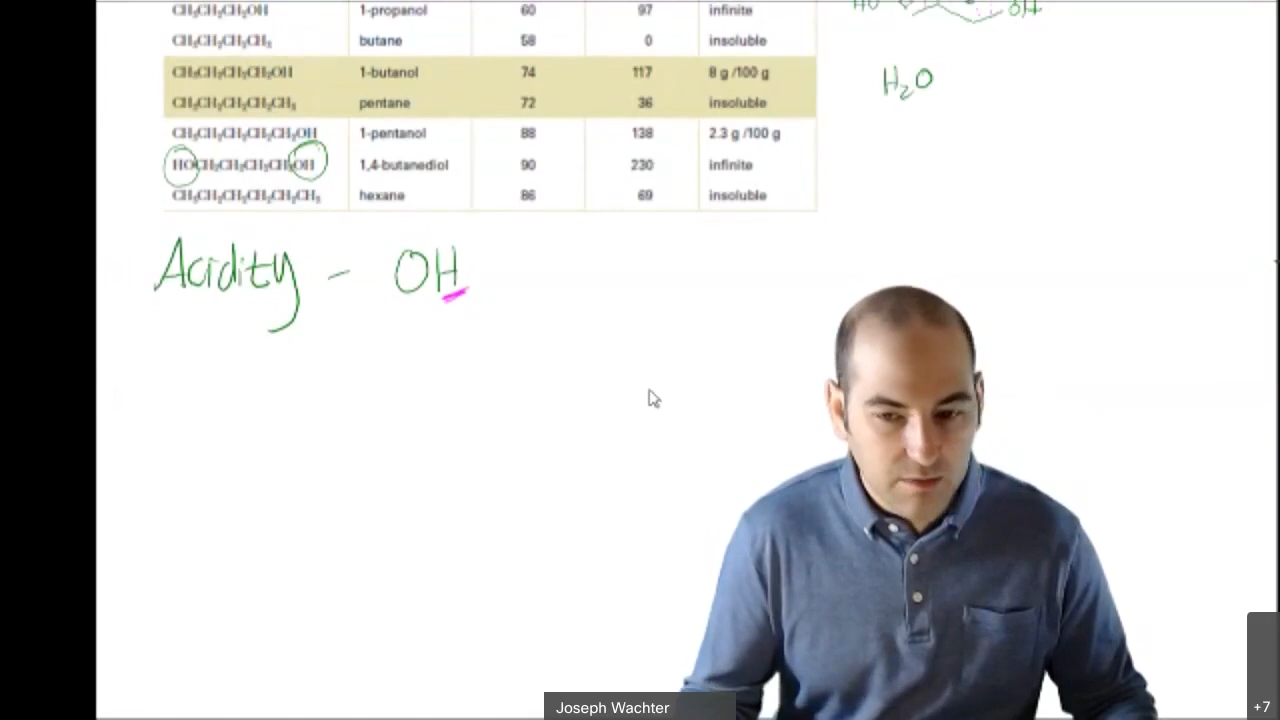 CH₃CH₂CH₂OH 1-propanol 60 97 infinite
CH₃CH₂CH₂CH₃ butane 58 0 insoluble
CH₃CH₂CH₂CH₂OH 1-butanol 74 117 8 g /100 g
CH₃CH₂CH₂CH₂CH₃ pentane 72 36 insoluble
CH₃CH₂CH₂CH₂CH₂OH 1-pentanol 88 138 2.3 g /100 g
HOCH₂CH₂CH₂CH₂OH 1,4-butanediol 90 230 infinite
CH₃CH₂CH₂CH₂CH₂CH₃ hexane 86 69 insoluble
HO OH
H₂O
Acidity - OH
Joseph Wachter
+7